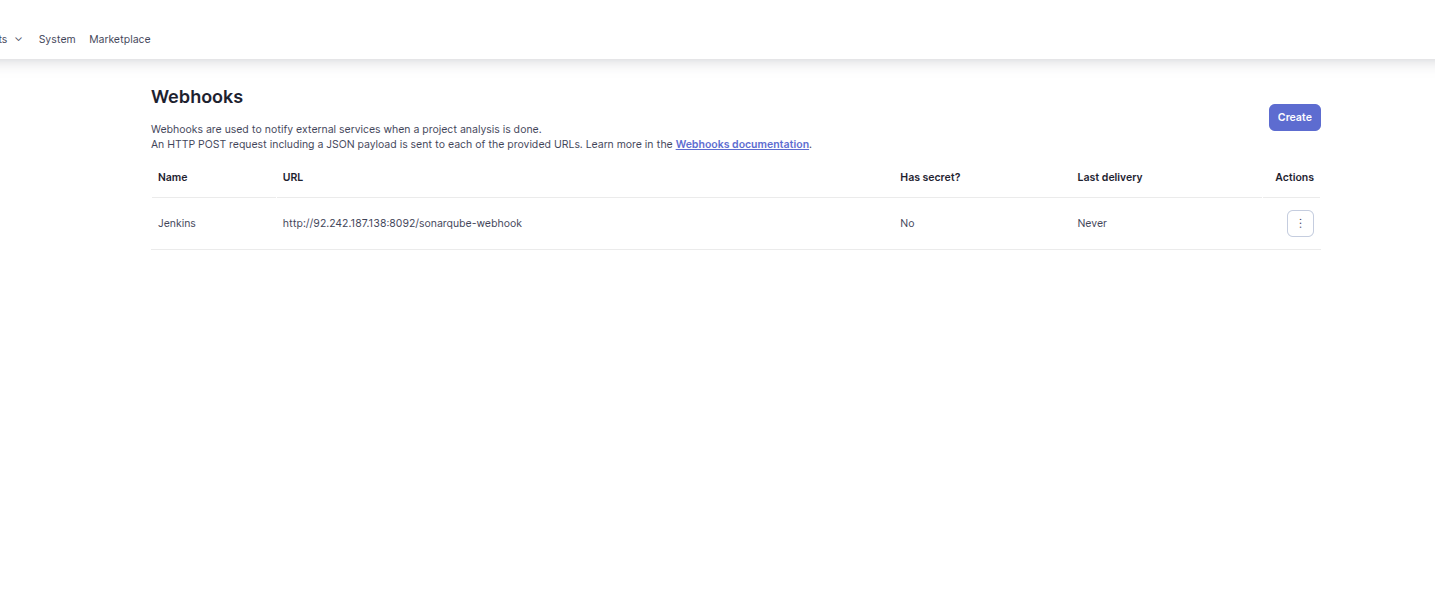 System Marketplace
Webhooks
Create
Webhooks are used to notify external services when a project analysis is done.
An HTTP POST request including a JSON payload is sent to each of the provided URLs. Learn more in the Webhooks documentation.
Name URL Has secret? Last delivery Actions
Jenkins http://92.242.187.138:8092/sonarqube-webhook No Never